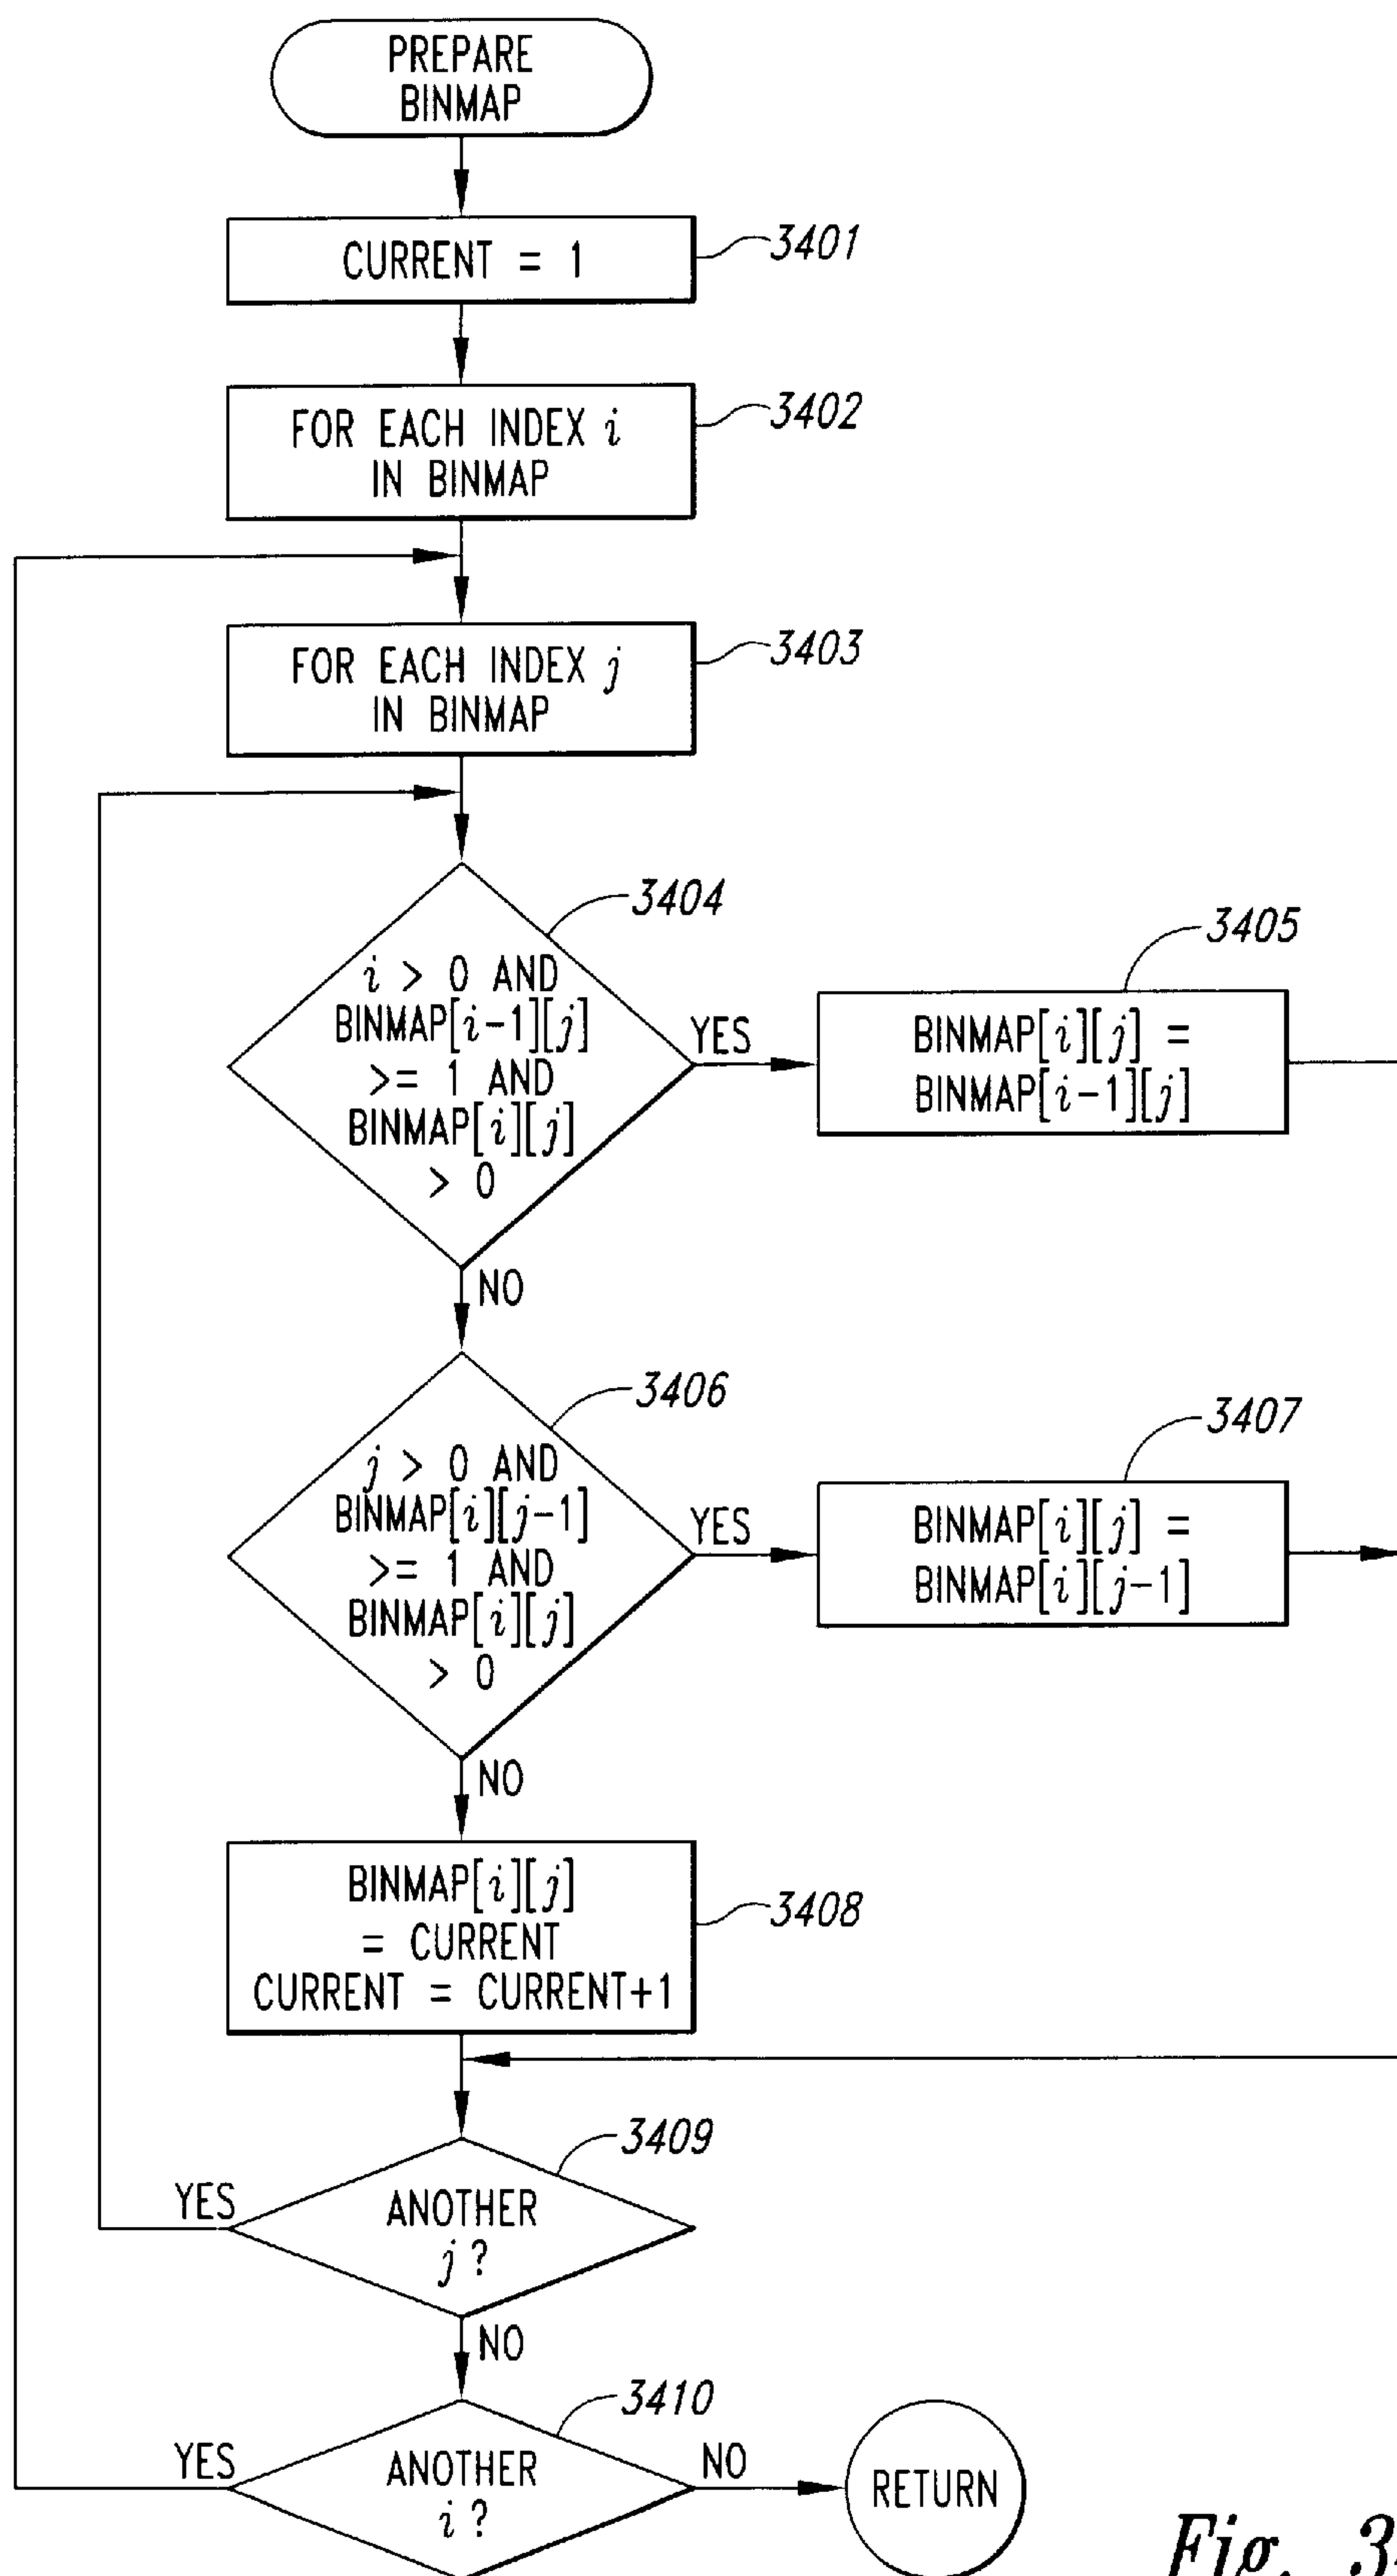 PREPARE
BINMAP
CURRENT = 1
3401
FOR EACH INDEX i
IN BINMAP
3402
FOR EACH INDEX j
IN BINMAP
3403
3404
i > 0 AND
BINMAP[i-1][j]
>= 1 AND
BINMAP[i][j]
> 0
YES
3405
BINMAP[i][j] =
BINMAP[i-1][j]
NO
3406
j > 0 AND
BINMAP[i][j-1]
>= 1 AND
BINMAP[i][j]
> 0
YES
3407
BINMAP[i][j] =
BINMAP[i][j-1]
NO
BINMAP[i][j]
= CURRENT
CURRENT = CURRENT+1
3408
3409
YES
ANOTHER
j ?
NO
3410
YES
ANOTHER
i ?
NO
RETURN
Fig. 3